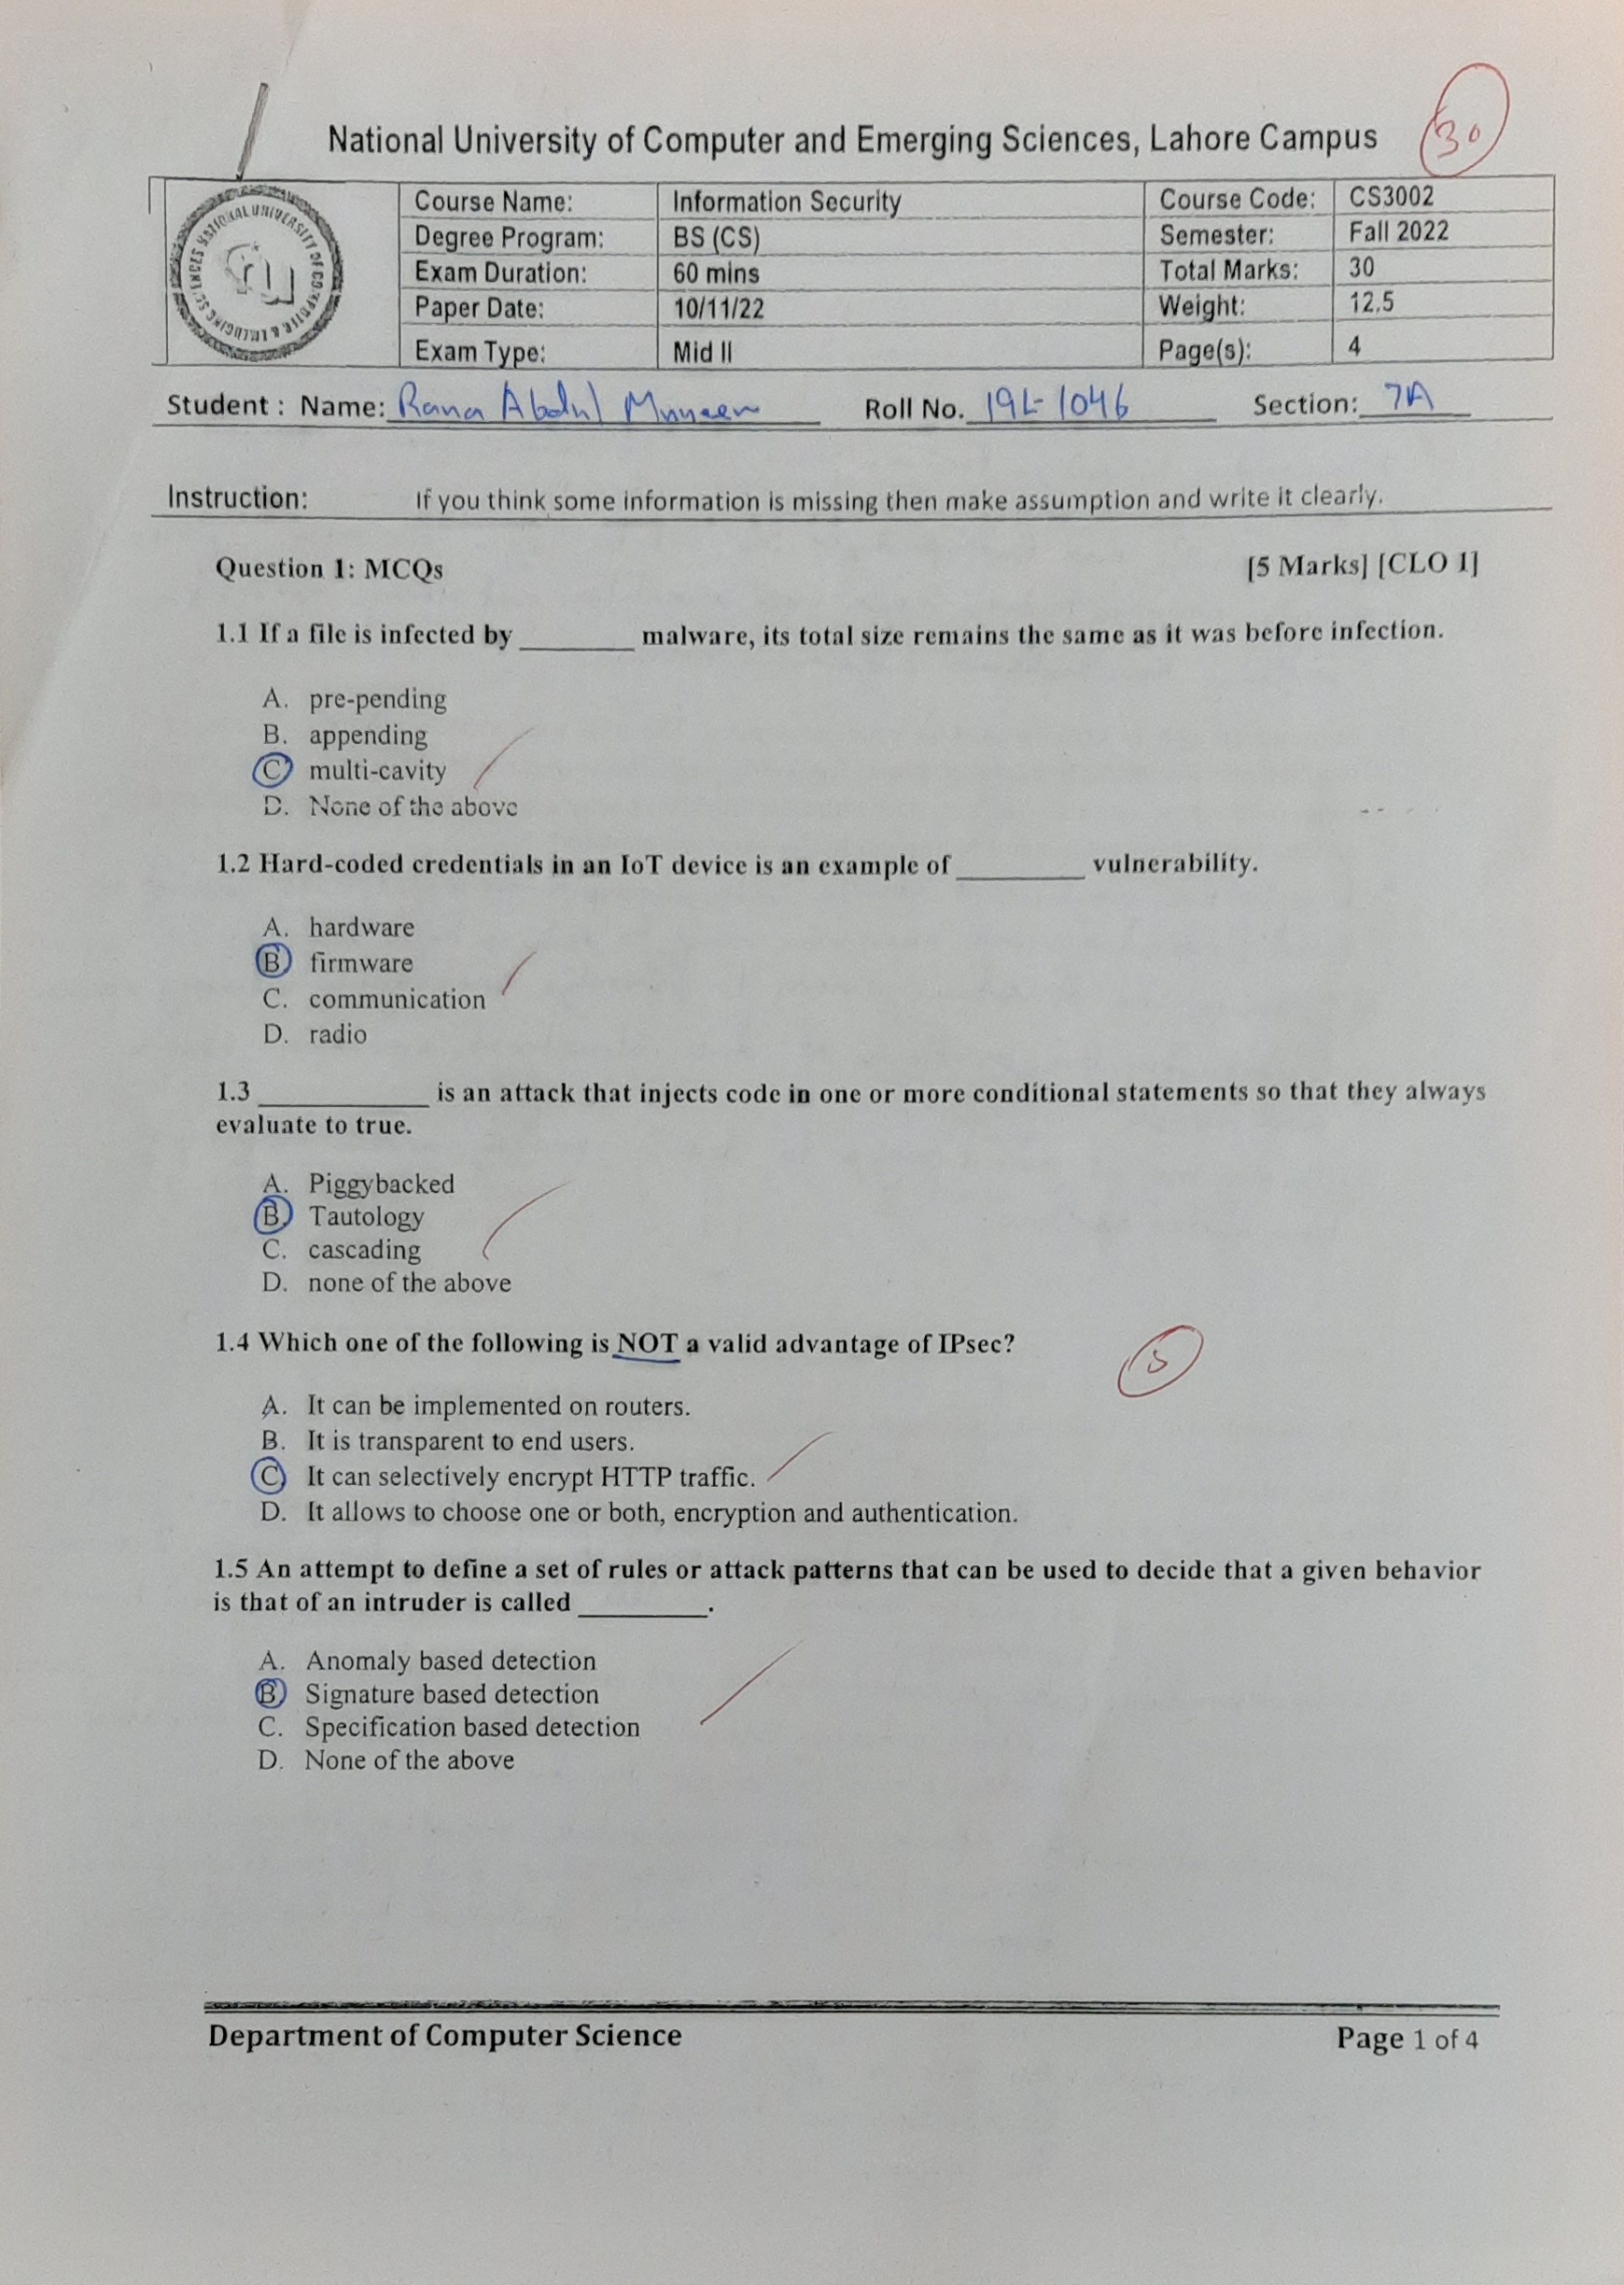 National University of Computer and Emerging Sciences, Lahore Campus
30
NATIONAL UNIVERSITY OF COMPUTER & EMERGING SCIENCES
Course Name: Information Security Course Code: CS3002
Degree Program: BS (CS) Semester: Fall 2022
Exam Duration: 60 mins Total Marks: 30
Paper Date: 10/11/22 Weight: 12.5
Exam Type: Mid II Page(s): 4
Student : Name: Rana Abdul Muneem Roll No. 19L-1046 Section: 7A
Instruction: If you think some information is missing then make assumption and write it clearly.
Question 1: MCQs [5 Marks] [CLO 1]
1.1 If a file is infected by ________ malware, its total size remains the same as it was before infection.
A. pre-pending
B. appending
C. multi-cavity
D. None of the above
1.2 Hard-coded credentials in an IoT device is an example of _________ vulnerability.
A. hardware
B. firmware
C. communication
D. radio
1.3 ____________ is an attack that injects code in one or more conditional statements so that they always
evaluate to true.
A. Piggybacked
B. Tautology
C. cascading
D. none of the above
1.4 Which one of the following is NOT a valid advantage of IPsec?
5
A. It can be implemented on routers.
B. It is transparent to end users.
C. It can selectively encrypt HTTP traffic.
D. It allows to choose one or both, encryption and authentication.
1.5 An attempt to define a set of rules or attack patterns that can be used to decide that a given behavior
is that of an intruder is called _________.
A. Anomaly based detection
B. Signature based detection
C. Specification based detection
D. None of the above
Department of Computer Science Page 1 of 4